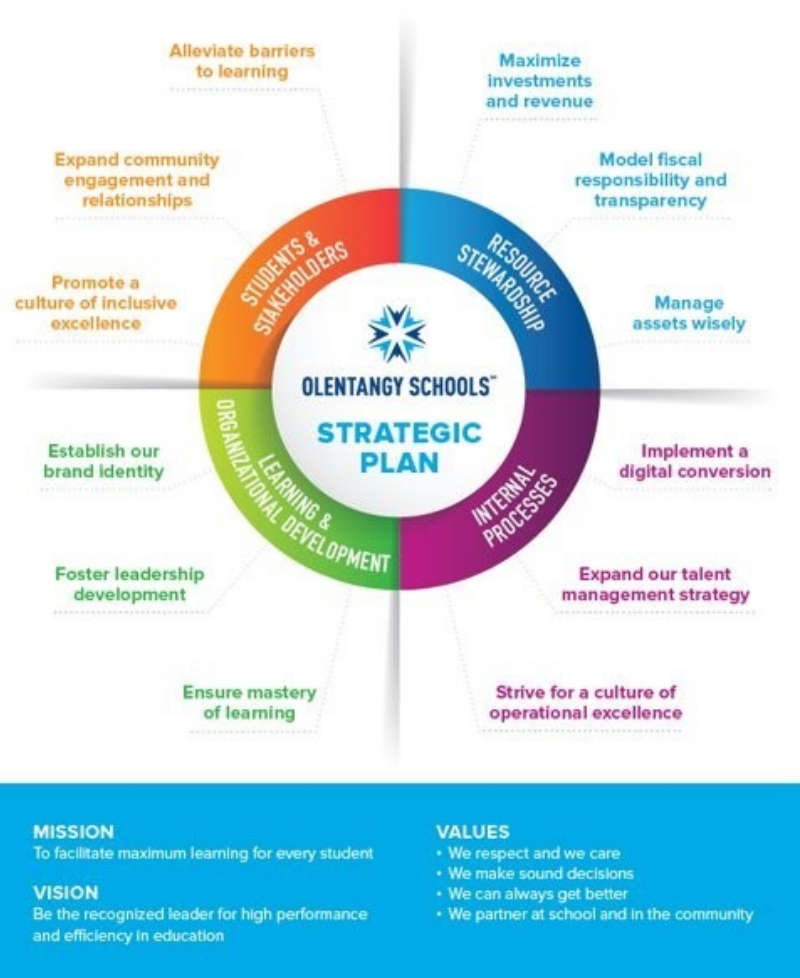 Alleviate barriers
to learning
Maximize
investments
and revenue
Expand community
engagement and
relationships
Model fiscal
responsibility and
transparency
Promote a
culture of inclusive
excellence
Manage
assets wisely
STUDENTS &
STAKEHOLDERS
RESOURCE
STEWARDSHIP
OLENTANGY SCHOOLS℠
STRATEGIC
PLAN
LEARNING &
ORGANIZATIONAL DEVELOPMENT
INTERNAL
PROCESSES
Establish our
brand identity
Implement a
digital conversion
Foster leadership
development
Expand our talent
management strategy
Ensure mastery
of learning
Strive for a culture of
operational excellence
MISSION
To facilitate maximum learning for every student
VISION
Be the recognized leader for high performance
and efficiency in education
VALUES
• We respect and we care
• We make sound decisions
• We can always get better
• We partner at school and in the community